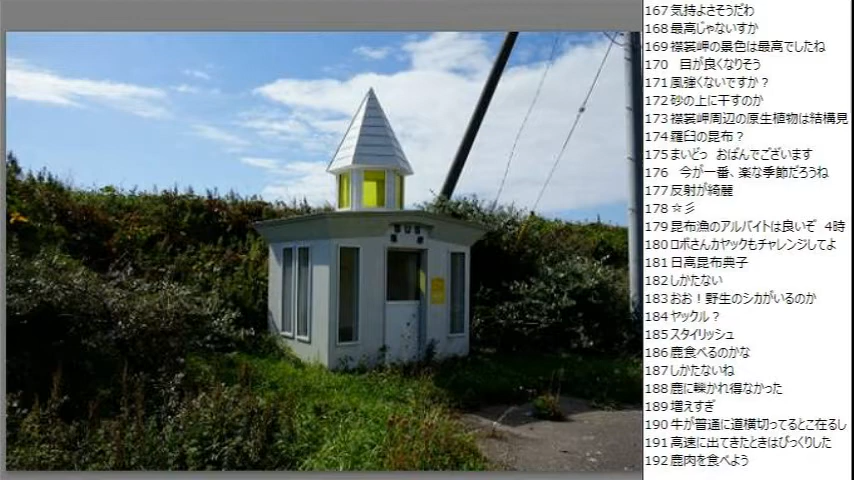 167 気持よさそうだわ
168 最高じゃないすか
169 襟裳岬の景色は最高でしたね
170 目が良くなりそう
171 風強くないですか？
172 砂の上に干すのか
173 襟裳岬周辺の原生植物は結構見
174 羅臼の昆布？
175 まいどっ おばんでございます
176 今が一番、楽な季節だろうね
177 反射が綺麗
178 ☆彡
179 昆布漁のアルバイトは良いぞ 4時
180 ロボさんカヤックもチャレンジしてよ
181 日高昆布典子
182 しかたない
183 おお！野生のシカがいるのか
184 ヤックル？
185 スタイリッシュ
186 鹿食べるのかな
187 しかたないね
188 鹿に轢かれ得なかった
189 増えすぎ
190 牛が普通に道横切ってるとこ在るし
191 高速に出てきたときはびっくりした
192 鹿肉を食べよう